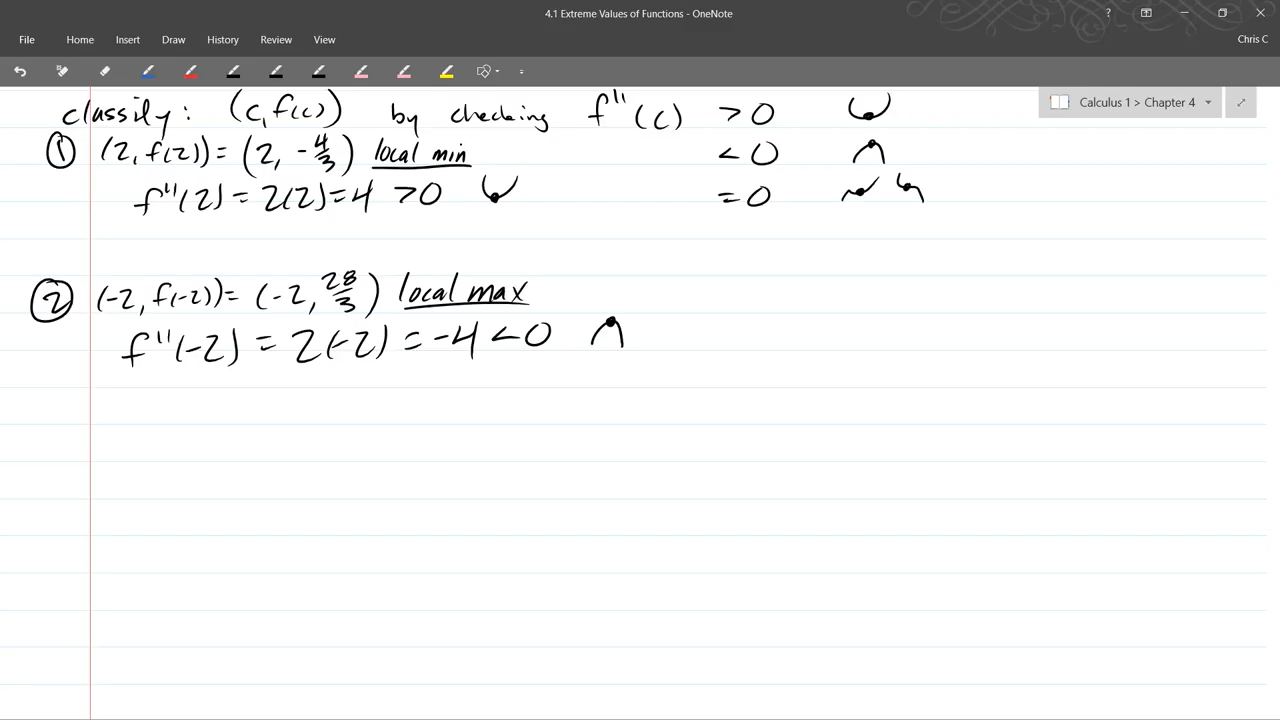 4.1 Extreme Values of Functions - OneNote
File Home Insert Draw History Review View Chris C
Calculus 1 > Chapter 4
classify: (c, f(c)) by checking f''(c) > 0
① (2, f(2)) = (2, -4/3) local min < 0
f''(2) = 2(2) = 4 > 0 = 0
② (-2, f(-2)) = (-2, 28/3) local max
f''(-2) = 2(-2) = -4 < 0